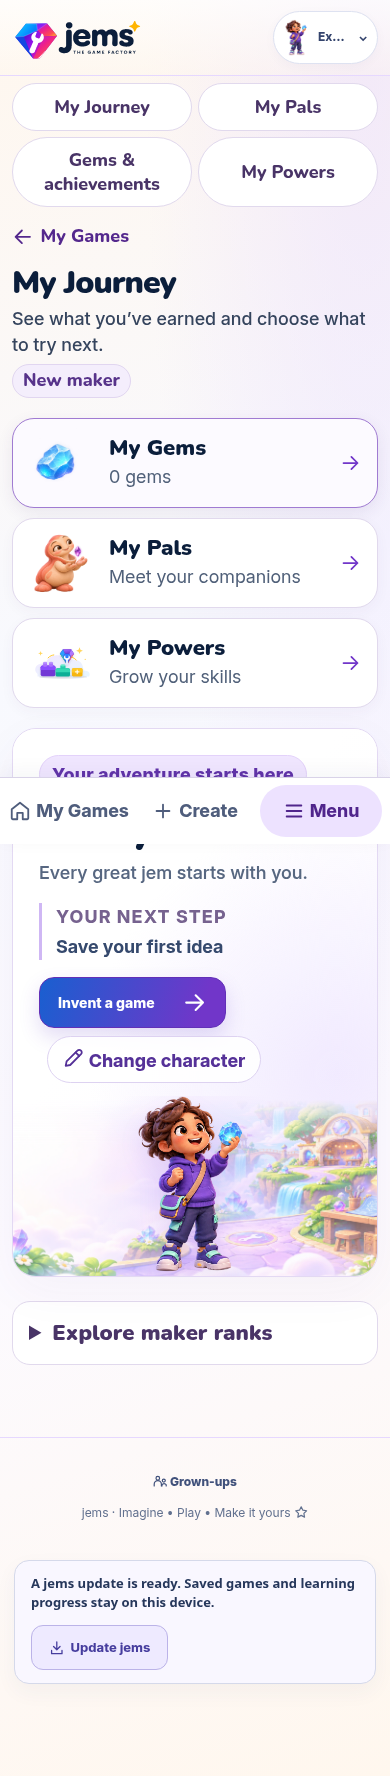 jems
THE GAME FACTORY
Ex...
My Journey
My Pals
Gems &
achievements
My Powers
My Games
My Journey
See what you’ve earned and choose what
to try next.
New maker
My Gems
0 gems
My Pals
Meet your companions
My Powers
Grow your skills
Your adventure starts here
My Games
Create
Menu
Every great jem starts with you.
YOUR NEXT STEP
Save your first idea
Invent a game
Change character
Explore maker ranks
Grown-ups
jems · Imagine • Play • Make it yours
A jems update is ready. Saved games and learning
progress stay on this device.
Update jems